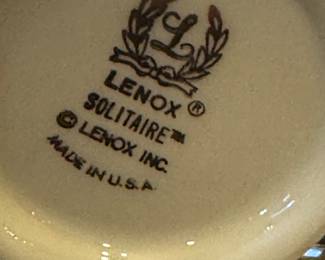 L
LENOX®
SOLITAIRE™
© LENOX INC.
MADE IN U.S.A.